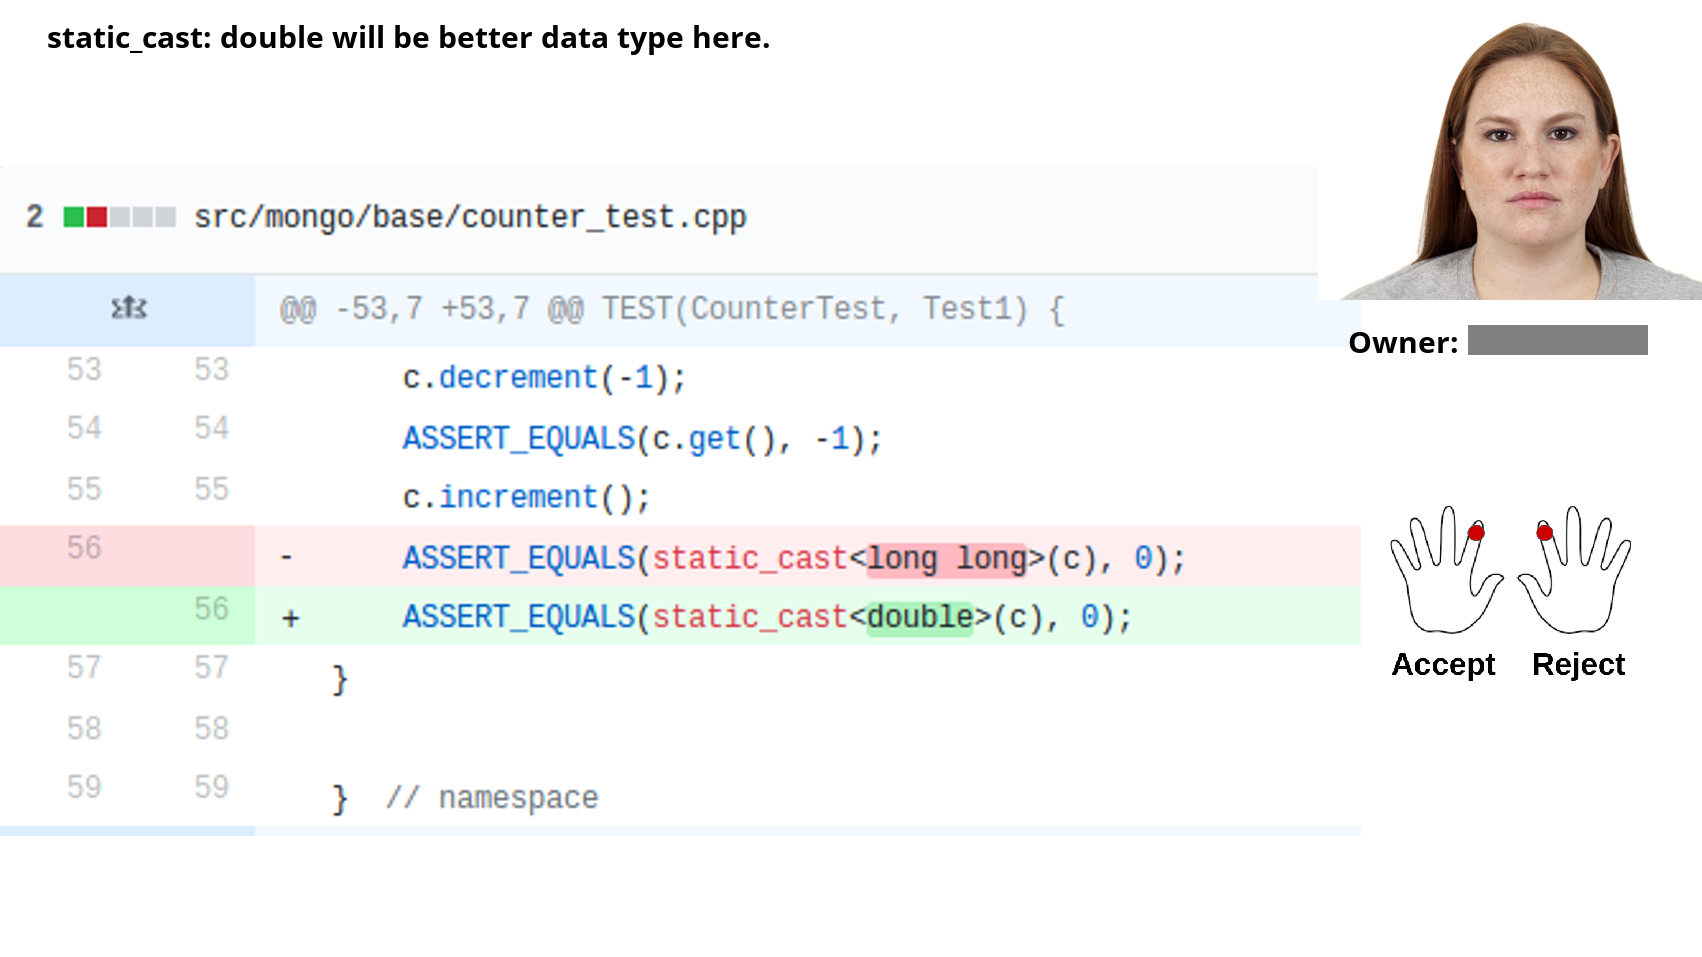 static_cast: double will be better data type here.
2 src/mongo/base/counter_test.cpp
@@ -53,7 +53,7 @@ TEST(CounterTest, Test1) {
Owner:
53 53 c.decrement(-1);
54 54 ASSERT_EQUALS(c.get(), -1);
55 55 c.increment();
56 - ASSERT_EQUALS(static_cast<long long>(c), 0);
56 + ASSERT_EQUALS(static_cast<double>(c), 0);
57 57 }
58 58
59 59 } // namespace
Accept Reject